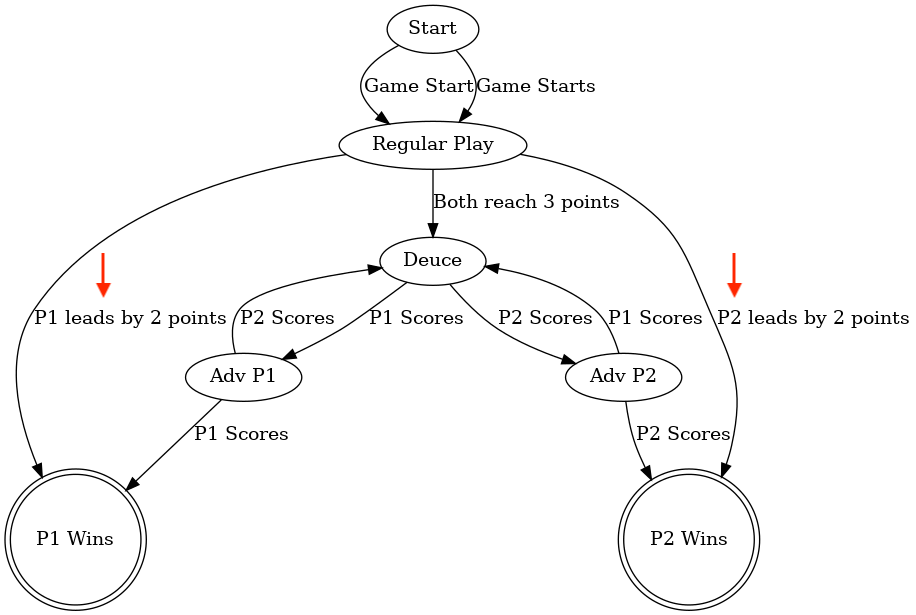 Start
Game Start
Game Starts
Regular Play
Both reach 3 points
Deuce
P1 leads by 2 points
P2 Scores
P1 Scores
P2 Scores
P1 Scores
P2 leads by 2 points
Adv P1
Adv P2
P1 Scores
P2 Scores
P1 Wins
P2 Wins